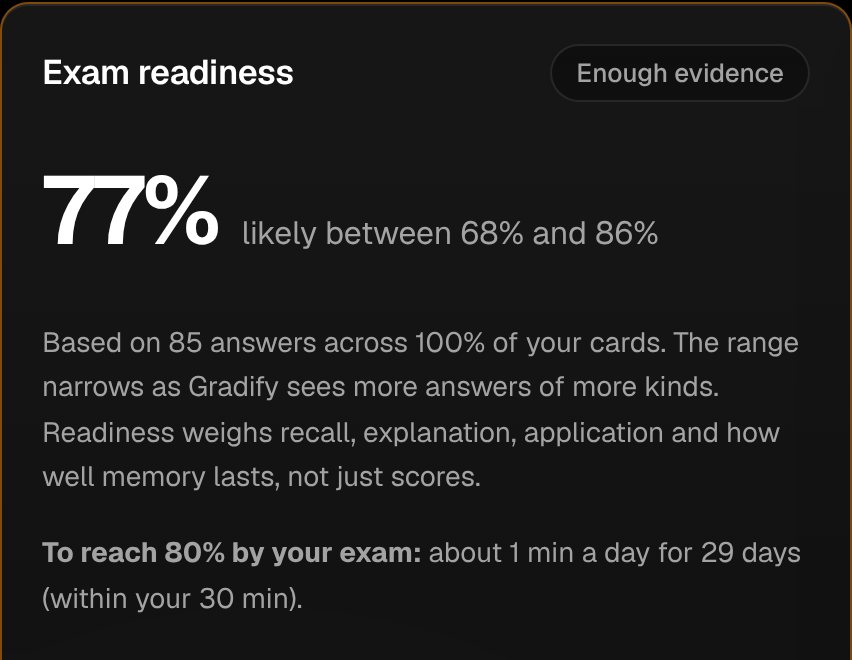 Exam readiness
Enough evidence
77% likely between 68% and 86%
Based on 85 answers across 100% of your cards. The range
narrows as Gradify sees more answers of more kinds.
Readiness weighs recall, explanation, application and how
well memory lasts, not just scores.
To reach 80% by your exam: about 1 min a day for 29 days
(within your 30 min).